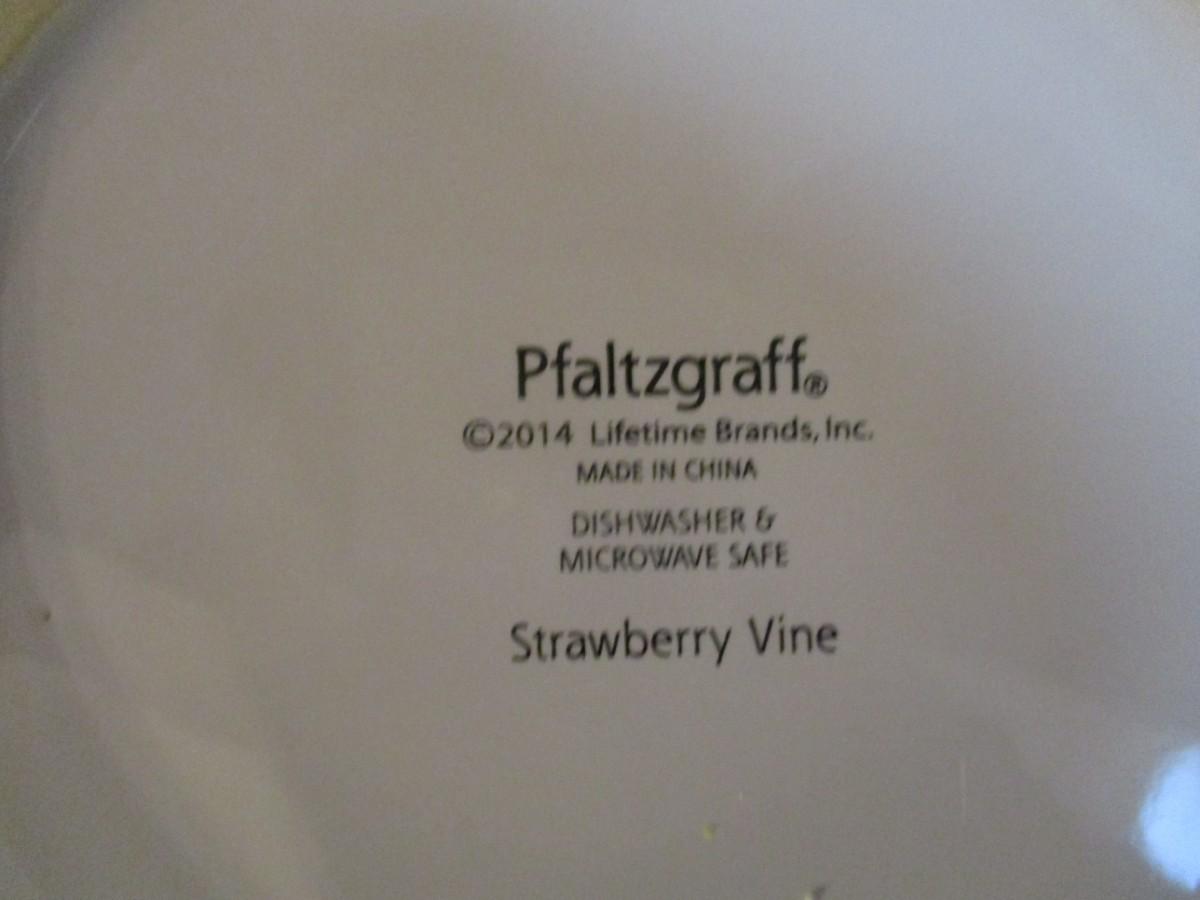 Pfaltzgraff®
©2014 Lifetime Brands, Inc.
MADE IN CHINA
DISHWASHER &
MICROWAVE SAFE
Strawberry Vine